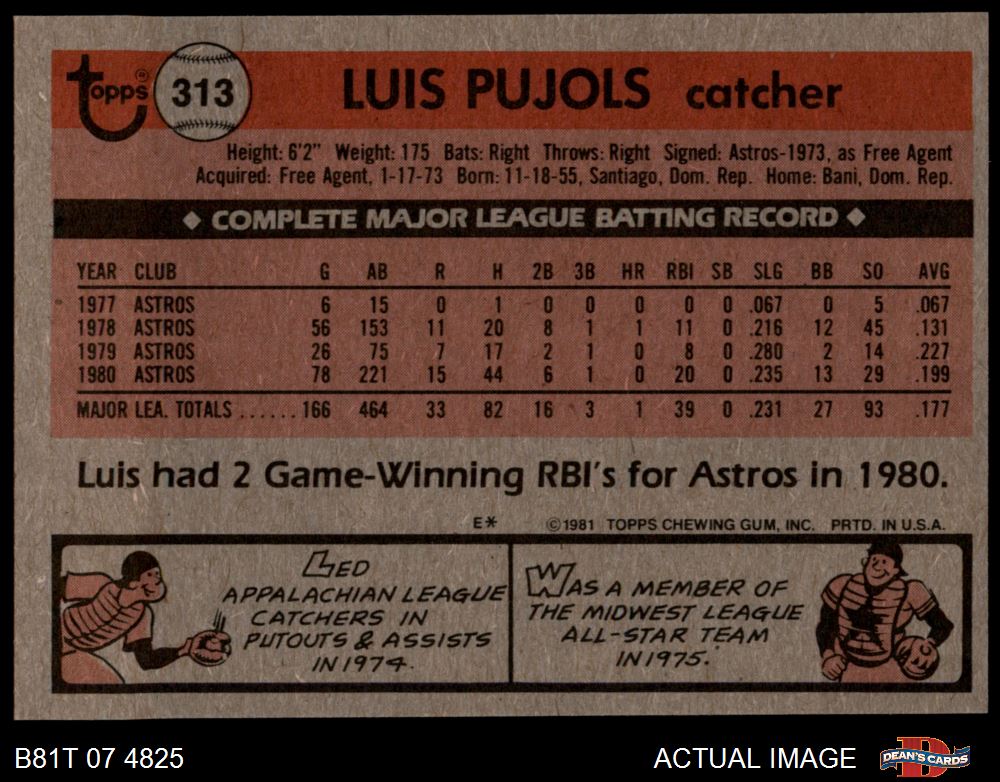 topps® 313 LUIS PUJOLS catcher
Height: 6'2" Weight: 175 Bats: Right Throws: Right Signed: Astros-1973, as Free Agent
Acquired: Free Agent, 1-17-73 Born: 11-18-55, Santiago, Dom. Rep. Home: Bani, Dom. Rep.
◆ COMPLETE MAJOR LEAGUE BATTING RECORD ◆
YEAR CLUB G AB R H 2B 3B HR RBI SB SLG BB SO AVG
1977 ASTROS 6 15 0 1 0 0 0 0 0 .067 0 5 .067
1978 ASTROS 56 153 11 20 8 1 1 11 0 .216 12 45 .131
1979 ASTROS 26 75 7 17 2 1 0 8 0 .280 2 14 .227
1980 ASTROS 78 221 15 44 6 1 0 20 0 .235 13 29 .199
MAJOR LEA. TOTALS ...... 166 464 33 82 16 3 1 39 0 .231 27 93 .177
Luis had 2 Game-Winning RBI's for Astros in 1980.
E* ©1981 TOPPS CHEWING GUM, INC. PRTD. IN U.S.A.
LED
APPALACHIAN LEAGUE
CATCHERS IN
PUTOUTS & ASSISTS
IN 1974.
WAS A MEMBER OF
THE MIDWEST LEAGUE
ALL-STAR TEAM
IN 1975.
B81T 07 4825 ACTUAL IMAGE DEAN'S CARDS